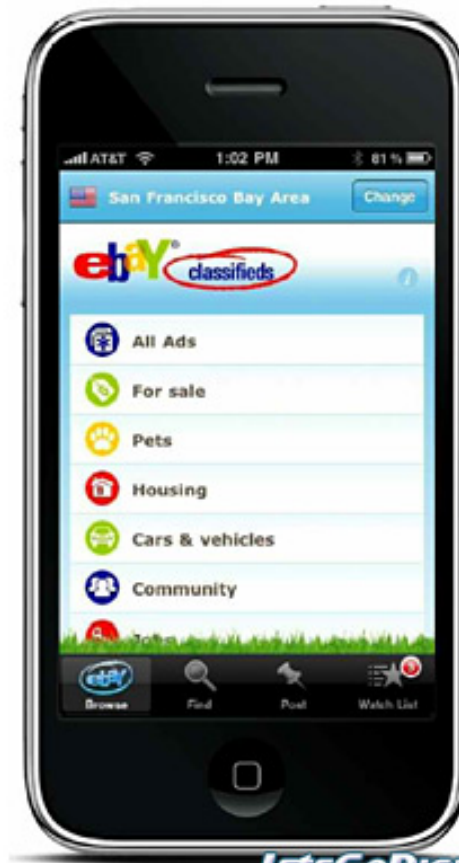 AT&T 1:02 PM 81%
San Francisco Bay Area Change
ebaY®
classifieds
All Ads
For sale
Pets
Housing
Cars & vehicles
Community
ebaY
Browse Find Post Watch List